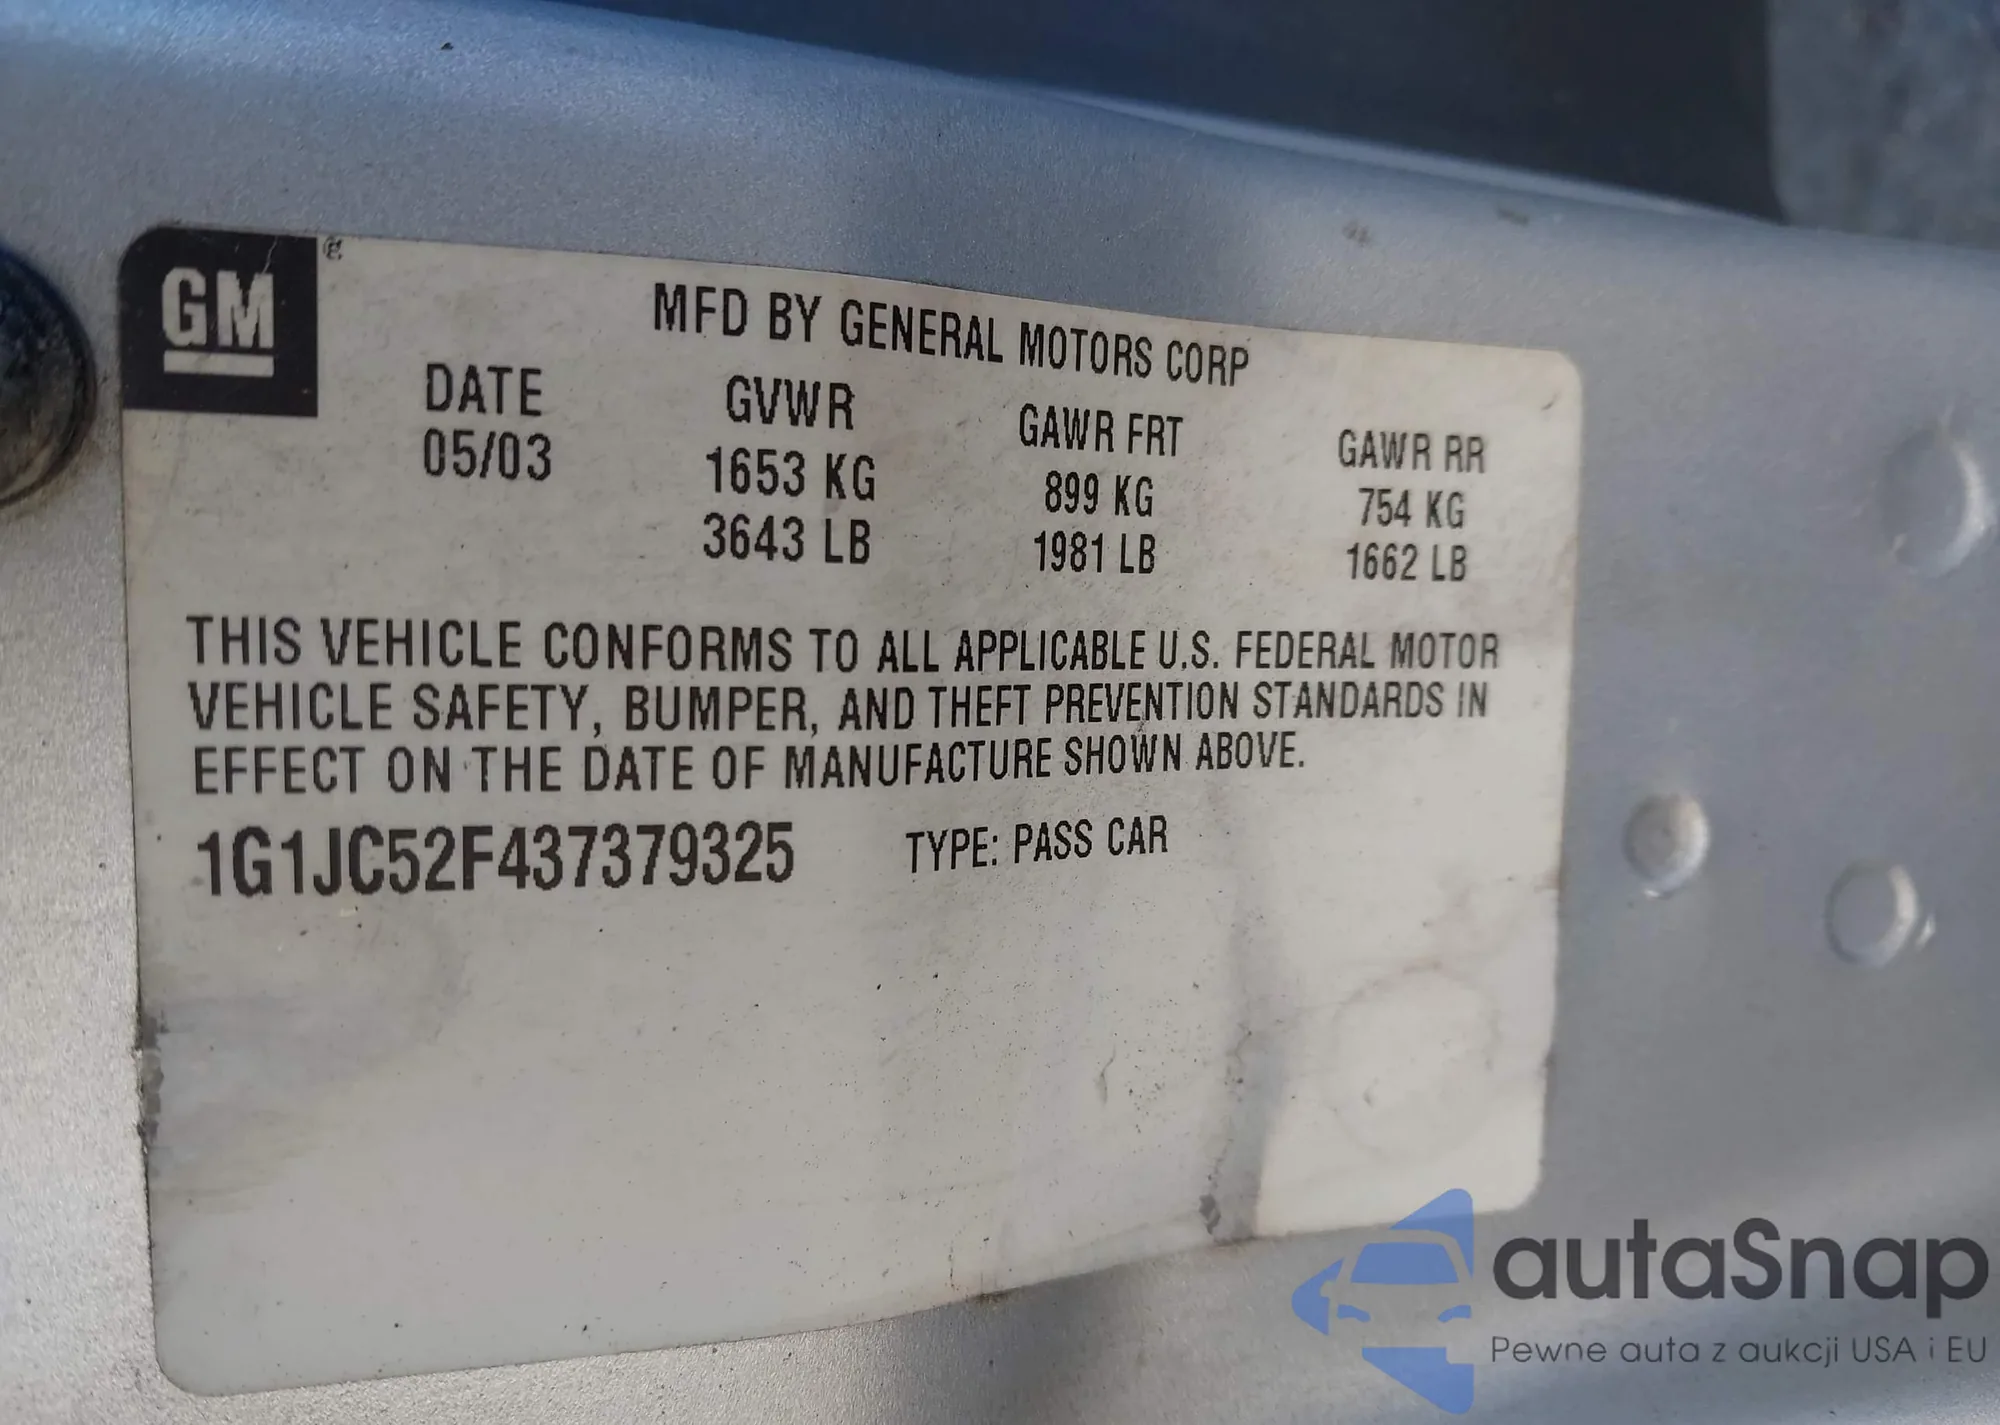 GM
MFD BY GENERAL MOTORS CORP
DATE GVWR GAWR FRT GAWR RR
05/03 1653 KG 899 KG 754 KG
3643 LB 1981 LB 1662 LB
THIS VEHICLE CONFORMS TO ALL APPLICABLE U.S. FEDERAL MOTOR
VEHICLE SAFETY, BUMPER, AND THEFT PREVENTION STANDARDS IN
EFFECT ON THE DATE OF MANUFACTURE SHOWN ABOVE.
1G1JC52F437379325 TYPE: PASS CAR
autaSnap
Pewne auta z aukcji USA i EU